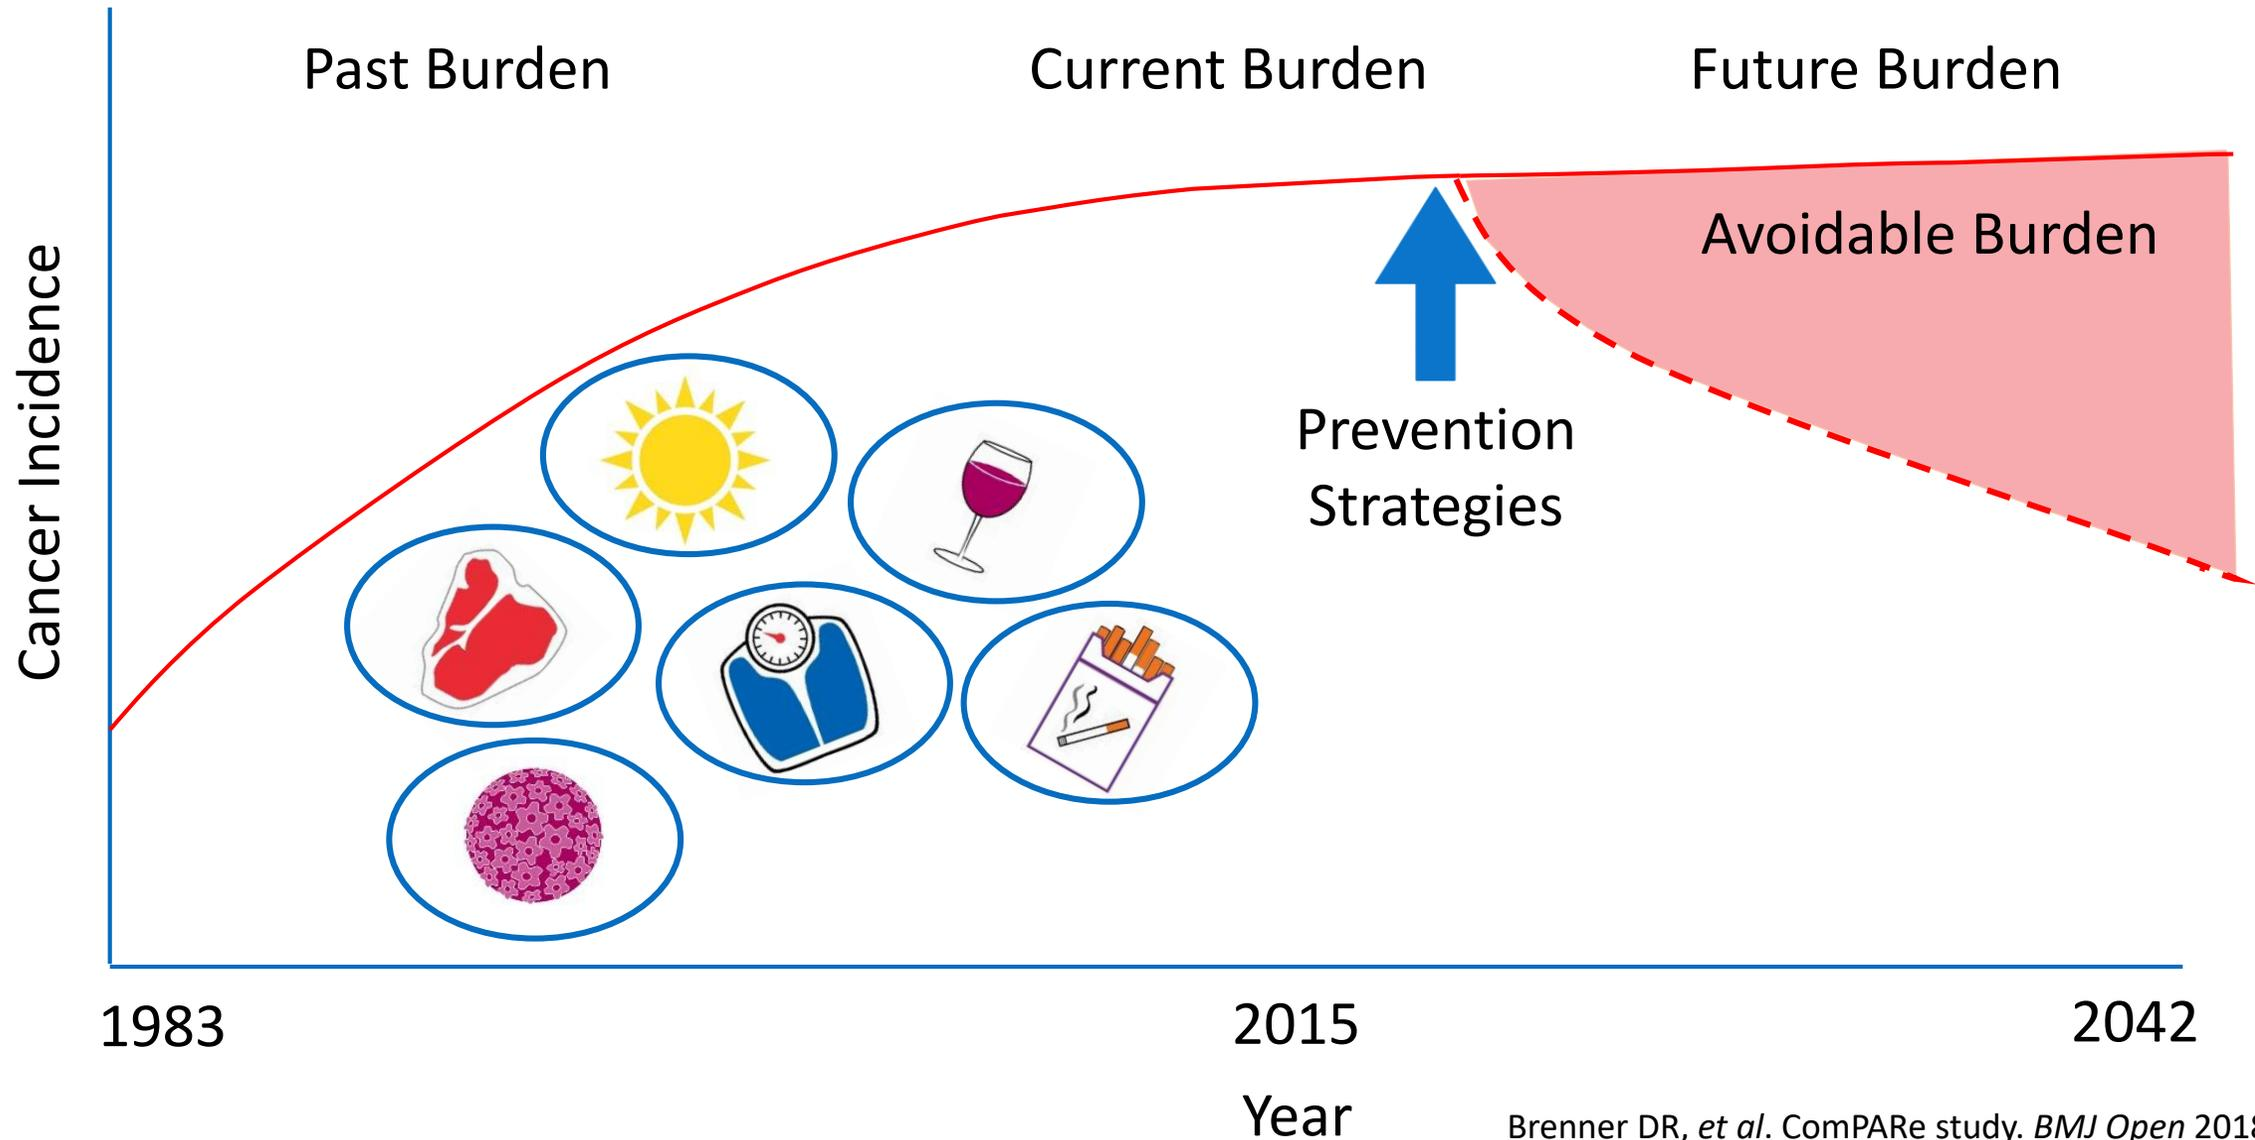 Past Burden
Current Burden
Future Burden
Avoidable Burden
Cancer Incidence
Prevention
Strategies
1983
2015
2042
Year
Brenner DR, et al. ComPARe study. BMJ Open 2018